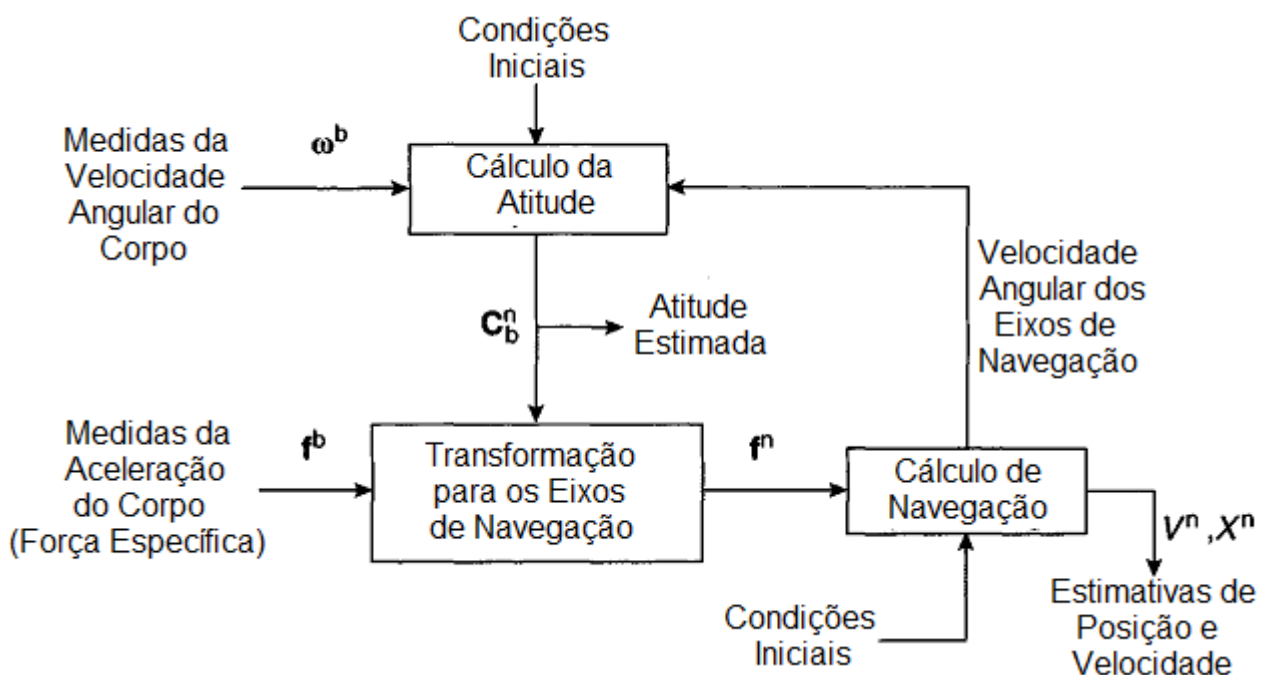 Condições
Iniciais
Medidas da
Velocidade
Angular do
Corpo
ω^b
Cálculo da
Atitude
Velocidade
Angular dos
Eixos de
Navegação
C_b^n
Atitude
Estimada
Medidas da
Aceleração
do Corpo
(Força Específica)
f^b
Transformação
para os Eixos
de Navegação
f^n
Cálculo de
Navegação
V^n ,X^n
Condições
Iniciais
Estimativas de
Posição e
Velocidade